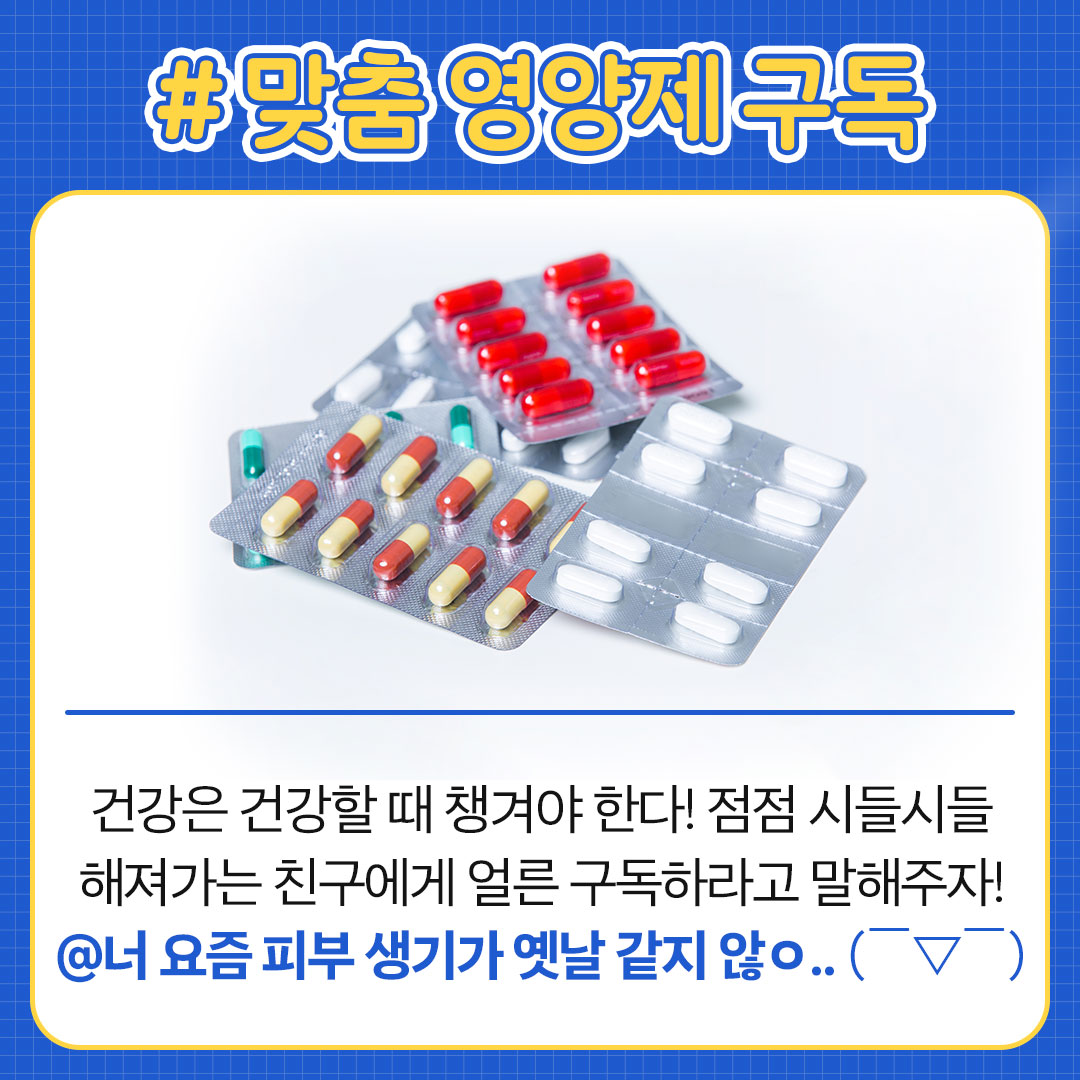 # 맞춤 영양제 구독
건강은 건강할 때 챙겨야 한다! 점점 시들시들
해져가는 친구에게 얼른 구독하라고 말해주자!
@너 요즘 피부 생기가 옛날 같지 않ㅇ.. (￣▽￣)